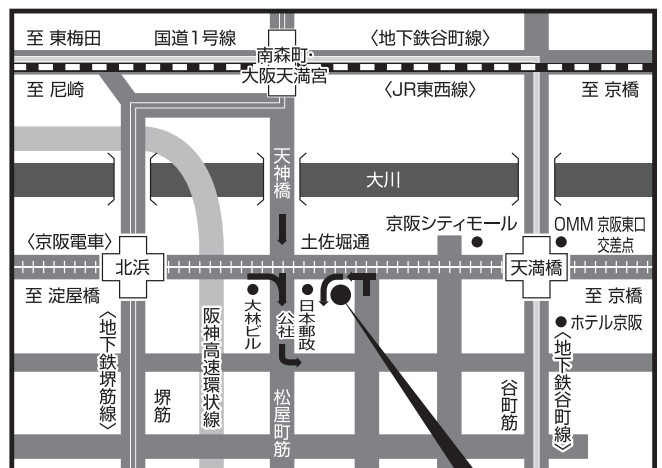 至 東梅田
国道1号線
〈地下鉄谷町線〉
南森町・
大阪天満宮
至 尼崎
〈JR東西線〉
至 京橋
天神橋
大川
京阪シティモール
OMM 京阪東口
交差点
〈京阪電車〉
土佐堀通
北浜
天満橋
至 淀屋橋
至 京橋
大林ビル
公社
日本郵政
ホテル京阪
〈地下鉄堺筋線〉
堺筋
阪神高速環状線
松屋町筋
谷町筋
〈地下鉄谷町線〉